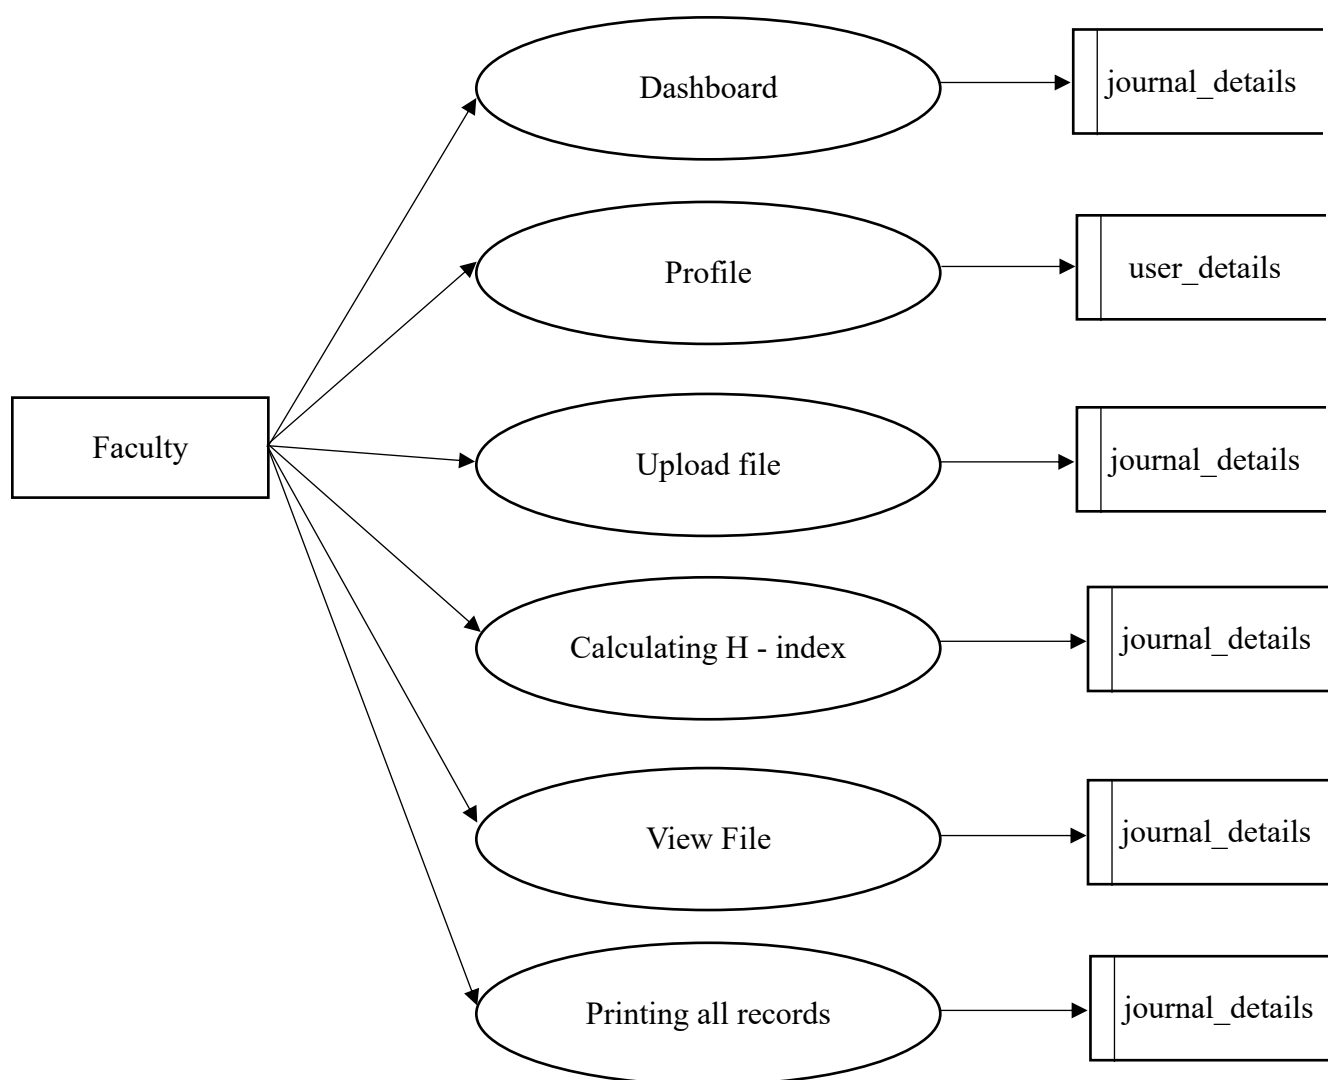 Dashboard
journal_details
Profile
user_details
Faculty
Upload file
journal_details
Calculating H - index
journal_details
View File
journal_details
Printing all records
journal_details